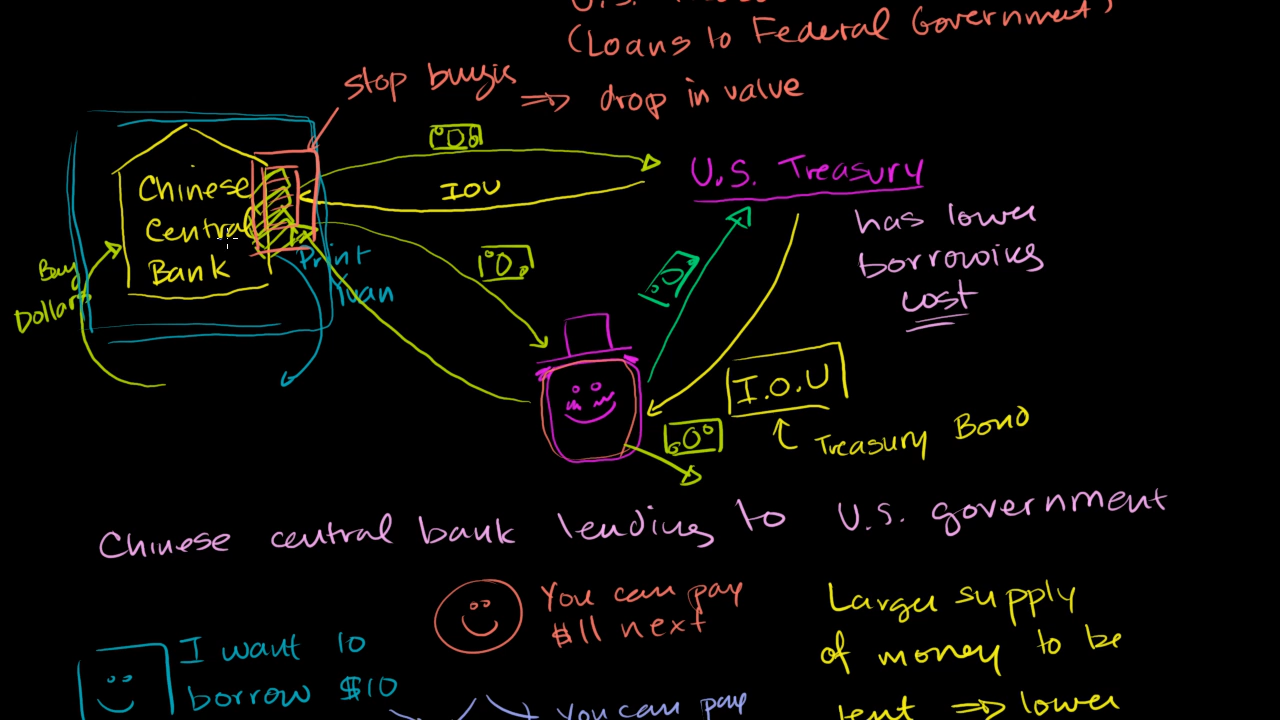 U.S.
(Loans to Federal Government)
stop buying
⇒ drop in value
IOU
U.S. Treasury
has lower
borrowing
cost
Chinese
Central
Bank
Print
Yuan
Buy
Dollars
I.O.U
Treasury Bond
Chinese central bank lending to U.S. government
You can pay
$11 next
I want to
borrow $10
Larger supply
of money to be
lent ⇒ lower
You can pay